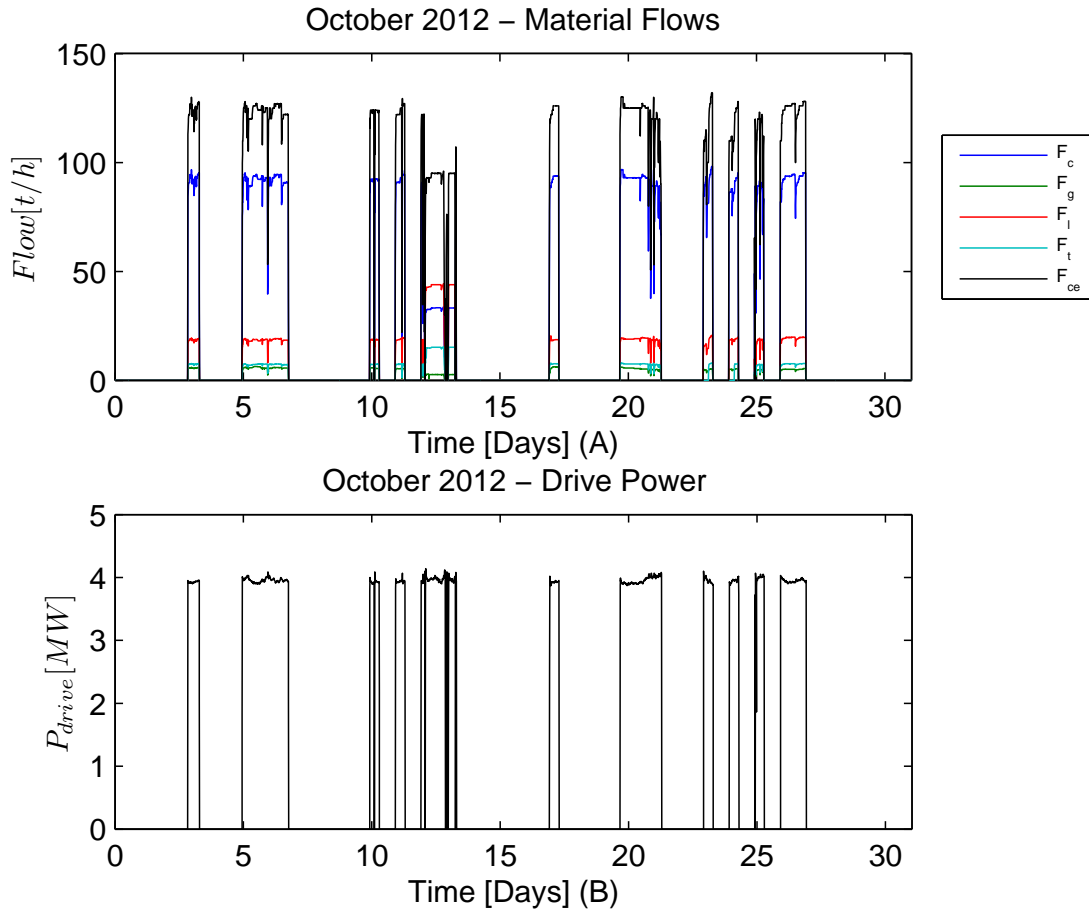 October 2012 – Material Flows
150
100
50
0
Flow[t/h]
0 5 10 15 20 25 30
Time [Days] (A)
F_c
F_g
F_l
F_t
F_ce
October 2012 – Drive Power
5
4
3
2
1
0
P_drive[MW]
0 5 10 15 20 25 30
Time [Days] (B)